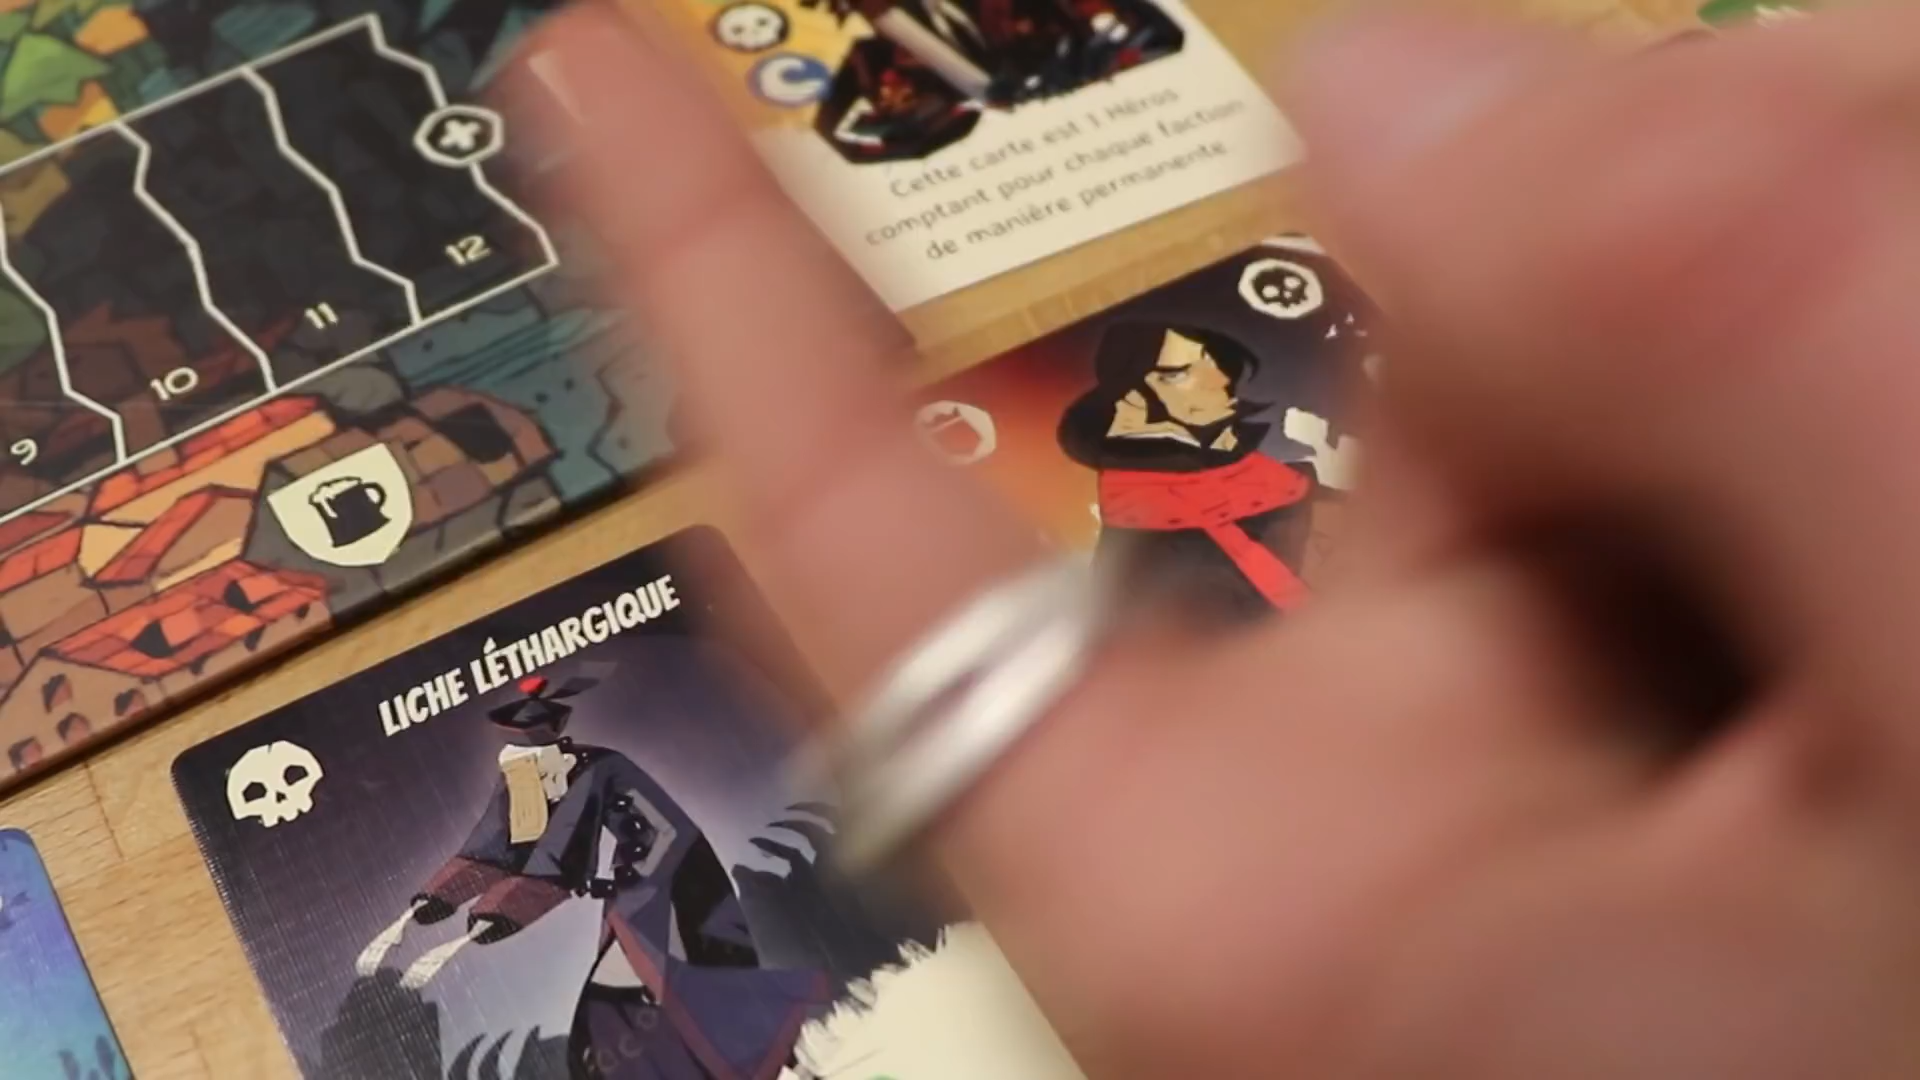 Cette carte est 1 Héros
comptant pour chaque faction
de manière permanente.
12
11
10
9
LICHE LÉTHARGIQUE